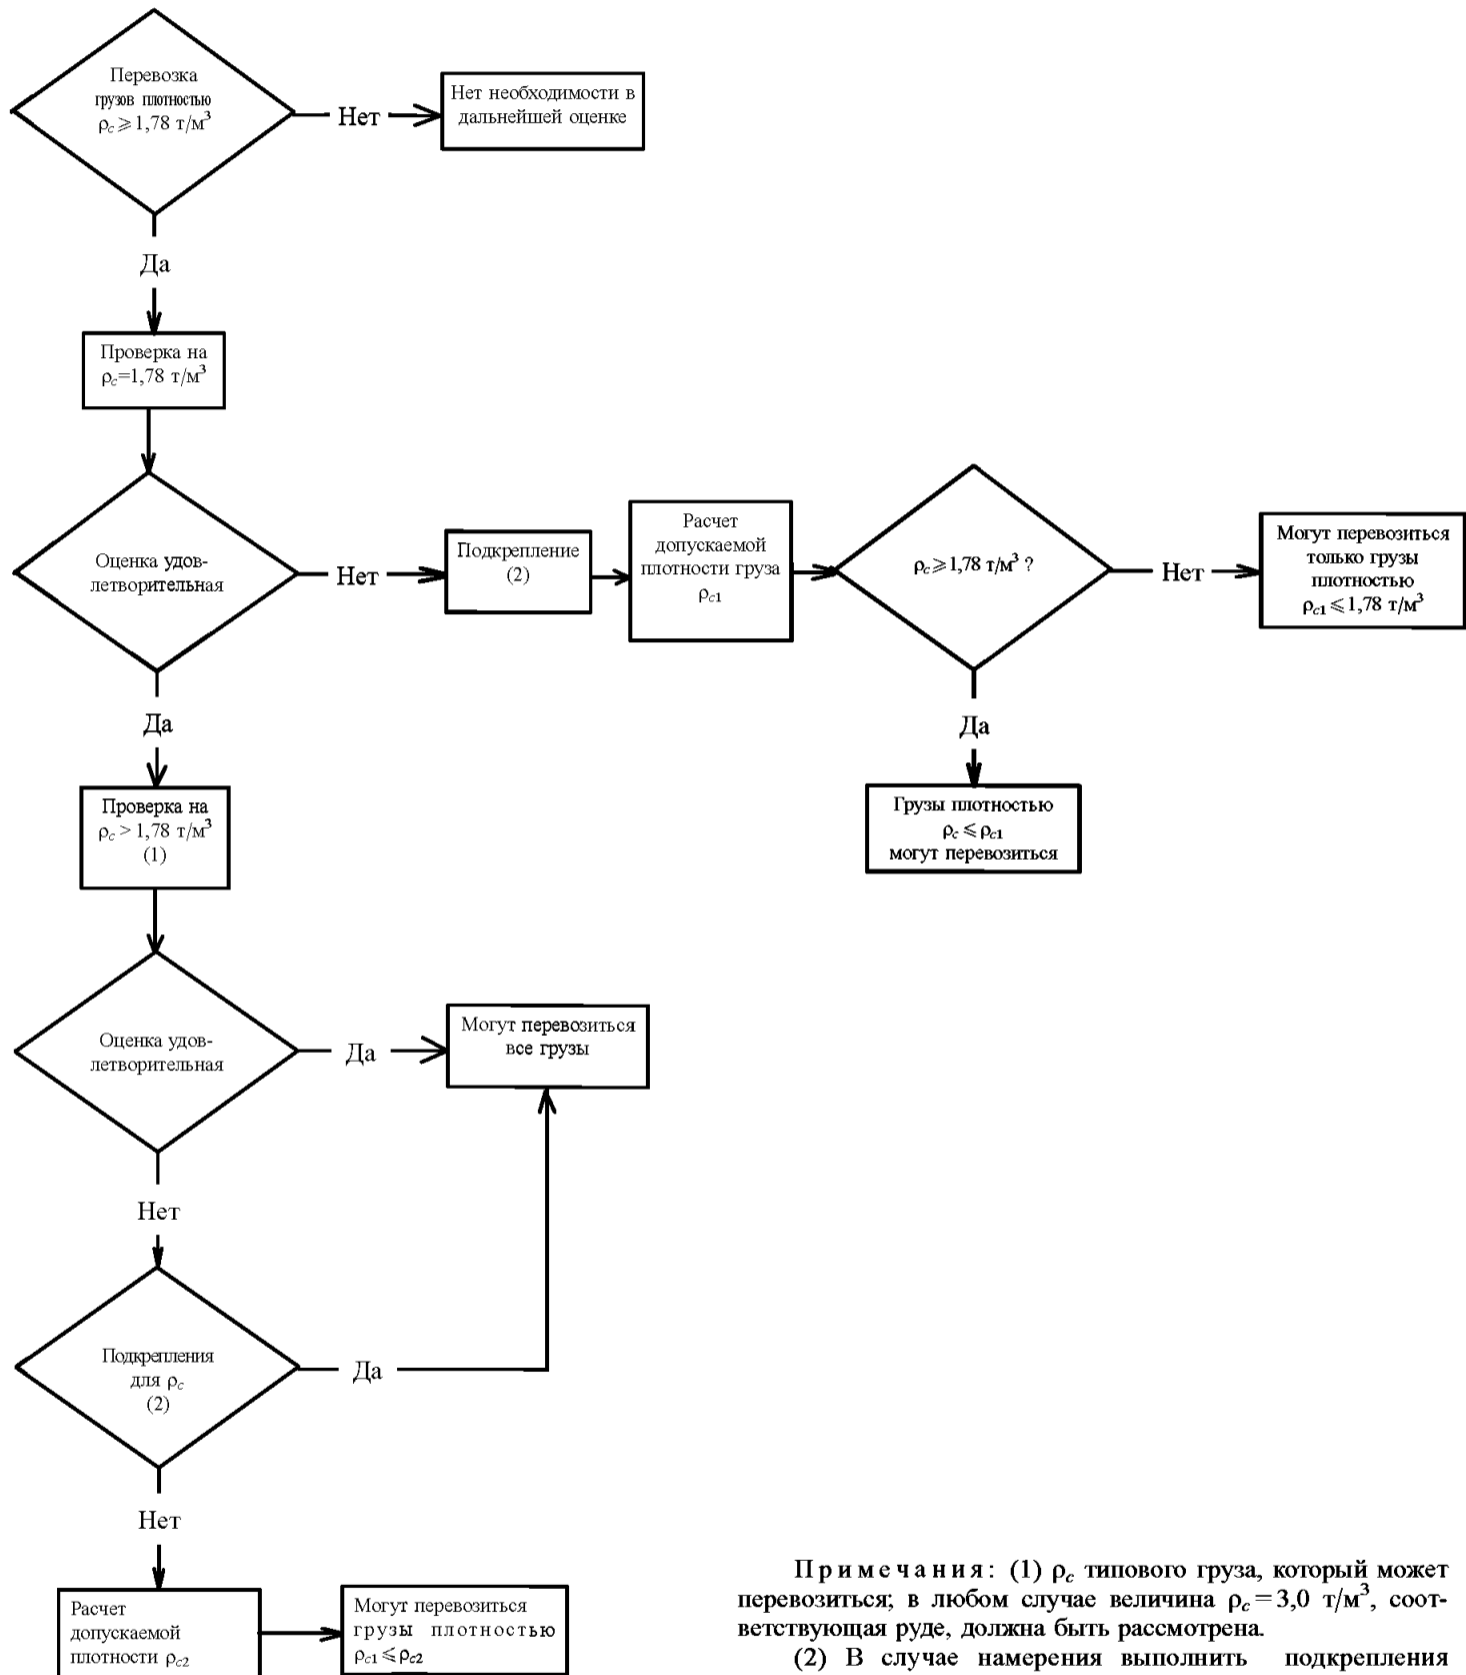 Перевозка
грузов плотностью
ρc ⩾ 1,78 т/м³
Нет
Нет необходимости в
дальнейшей оценке
Да
Проверка на
ρc=1,78 т/м³
Оценка удов-
летворительная
Нет
Подкрепление
(2)
Расчет
допускаемой
плотности груза
ρc1
ρc ⩾ 1,78 т/м³ ?
Нет
Могут перевозиться
только грузы
плотностью
ρc1 ⩽ 1,78 т/м³
Да
Грузы плотностью
ρc ⩽ ρc1
могут перевозиться
Да
Проверка на
ρc > 1,78 т/м³
(1)
Оценка удов-
летворительная
Да
Могут перевозиться
все грузы
Нет
Подкрепления
для ρc
(2)
Да
Нет
Расчет
допускаемой
плотности ρc2
Могут перевозиться
грузы плотностью
ρc1 ⩽ ρc2
Примечания: (1) ρc типового груза, который может
перевозиться; в любом случае величина ρc = 3,0 т/м³, соот-
ветствующая руде, должна быть рассмотрена.
(2) В случае намерения выполнить подкрепления